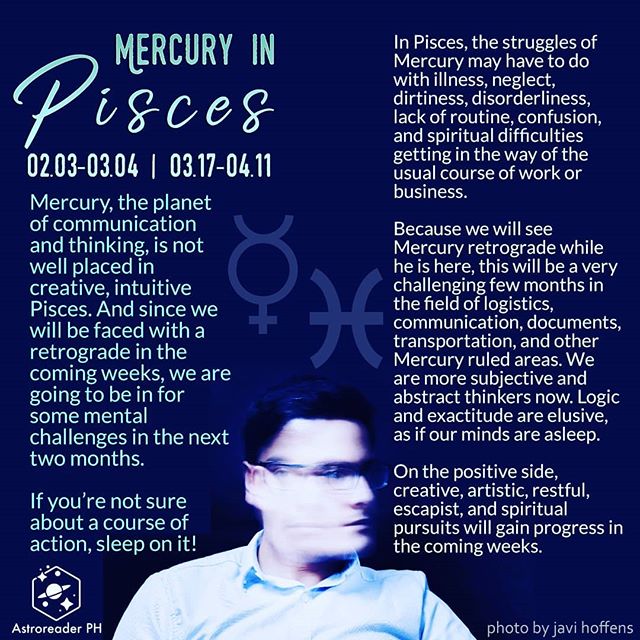 MERCURY IN
Pisces
02.03-03.04 | 03.17-04.11
Mercury, the planet
of communication
and thinking, is not
well placed in
creative, intuitive
Pisces. And since we
will be faced with a
retrograde in the
coming weeks, we are
going to be in for
some mental
challenges in the next
two months.
If you're not sure
about a course of
action, sleep on it!
Astroreader PH
In Pisces, the struggles of
Mercury may have to do
with illness, neglect,
dirtiness, disorderliness,
lack of routine, confusion,
and spiritual difficulties
getting in the way of the
usual course of work or
business.
Because we will see
Mercury retrograde while
he is here, this will be a very
challenging few months in
the field of logistics,
communication, documents,
transportation, and other
Mercury ruled areas. We
are more subjective and
abstract thinkers now. Logic
and exactitude are elusive,
as if our minds are asleep.
On the positive side,
creative, artistic, restful,
escapist, and spiritual
pursuits will gain progress in
the coming weeks.
photo by javi hoffens